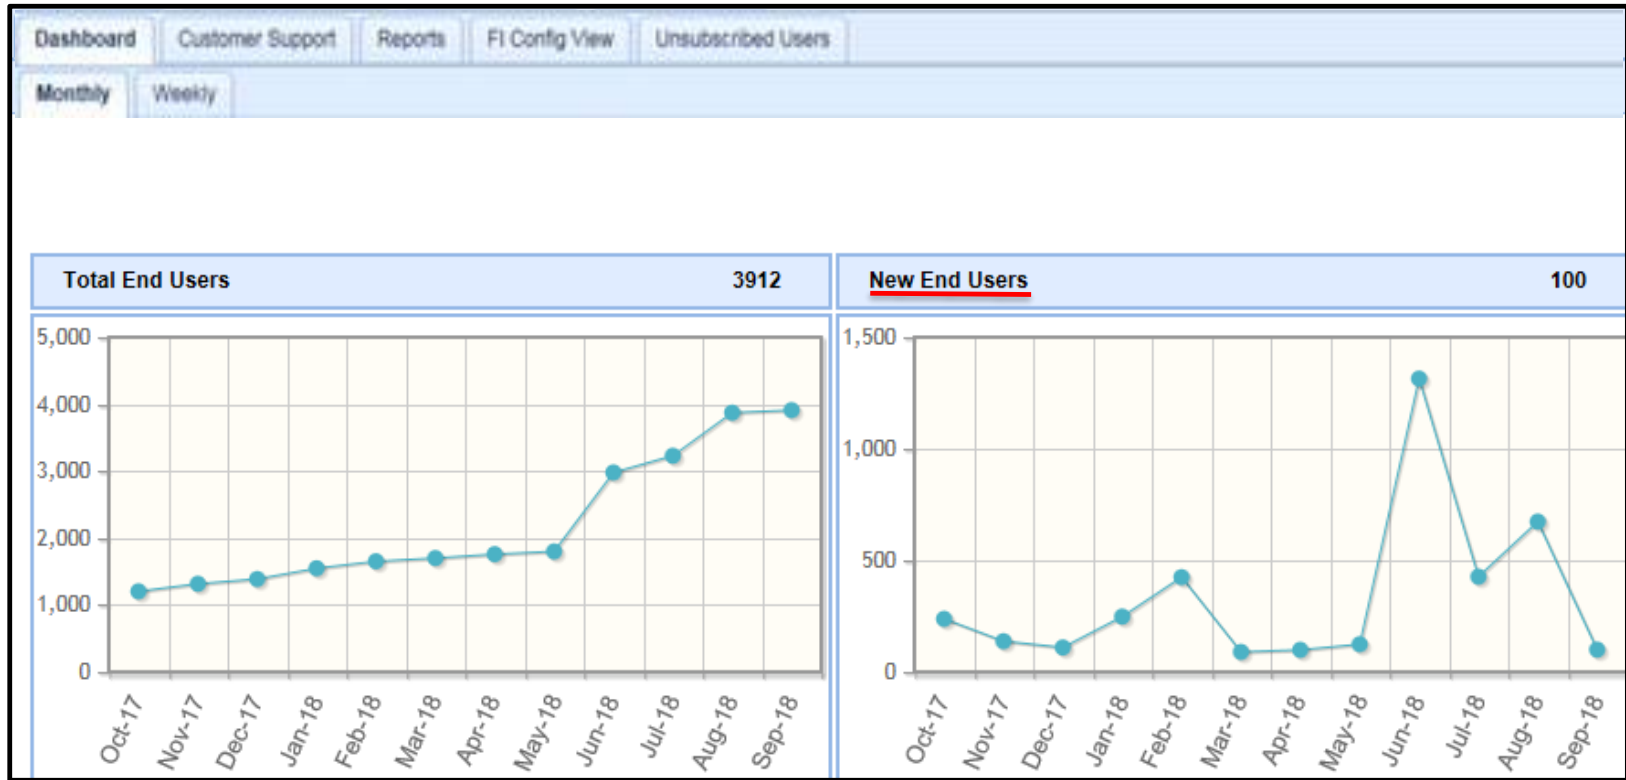 Dashboard Customer Support Reports FI Config View Unsubscribed Users
Monthly Weekly
Total End Users 3912
5,000
4,000
3,000
2,000
1,000
0
Oct-17 Nov-17 Dec-17 Jan-18 Feb-18 Mar-18 Apr-18 May-18 Jun-18 Jul-18 Aug-18 Sep-18
New End Users 100
1,500
1,000
500
0
Oct-17 Nov-17 Dec-17 Jan-18 Feb-18 Mar-18 Apr-18 May-18 Jun-18 Jul-18 Aug-18 Sep-18